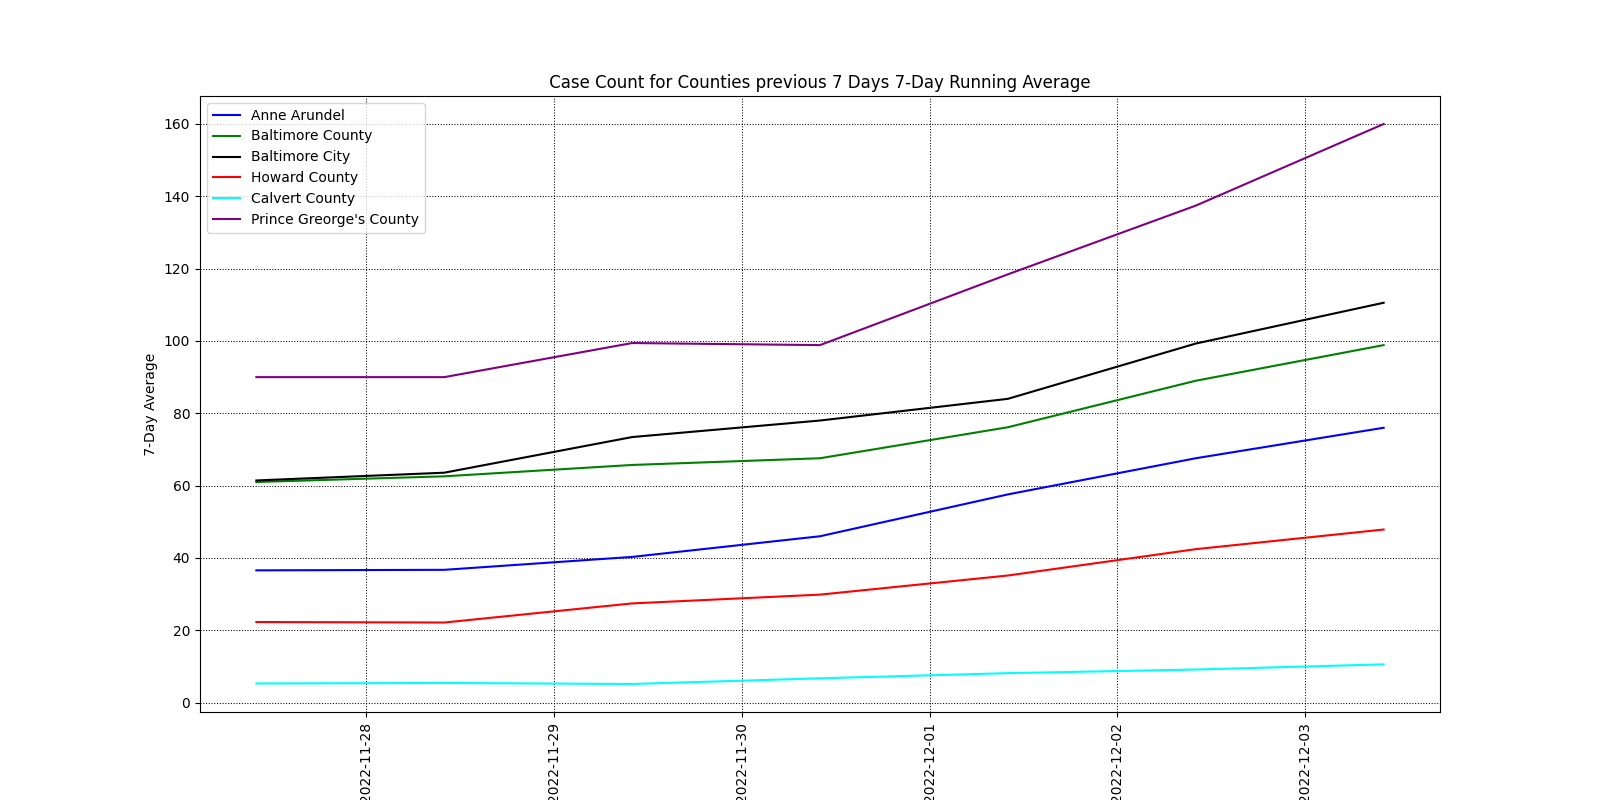 Case Count for Counties previous 7 Days 7-Day Running Average
Anne Arundel
Baltimore County
Baltimore City
Howard County
Calvert County
Prince Greorge's County
7-Day Average
160
140
120
100
80
60
40
20
0
2022-11-28
2022-11-29
2022-11-30
2022-12-01
2022-12-02
2022-12-03